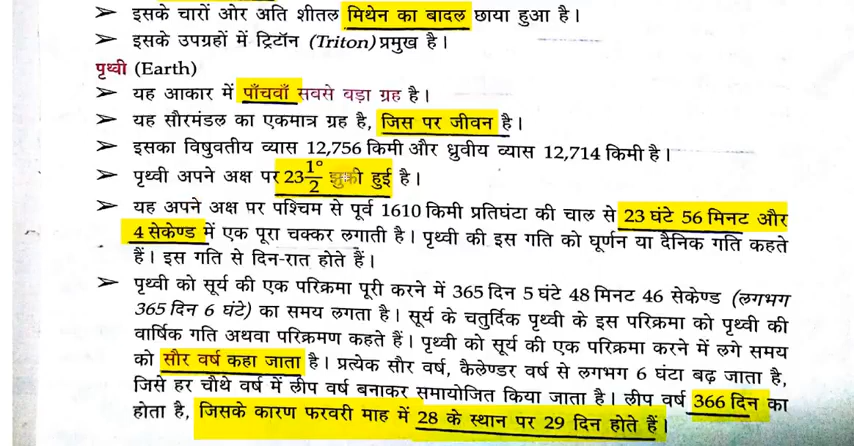 ➢ इसके चारों ओर अति शीतल मिथेन का बादल छाया हुआ है।
➢ इसके उपग्रहों में ट्रिटॉन (Triton) प्रमुख है।
पृथ्वी (Earth)
➢ यह आकार में पाँचवाँ सबसे बड़ा ग्रह है।
➢ यह सौरमंडल का एकमात्र ग्रह है, जिस पर जीवन है।
➢ इसका विषुवतीय व्यास 12,756 किमी और ध्रुवीय व्यास 12,714 किमी है।
➢ पृथ्वी अपने अक्ष पर 23 1/2° झुकी हुई है।
➢ यह अपने अक्ष पर पश्चिम से पूर्व 1610 किमी प्रतिघंटा की चाल से 23 घंटे 56 मिनट और
4 सेकेण्ड में एक पूरा चक्कर लगाती है। पृथ्वी की इस गति को घूर्णन या दैनिक गति कहते
हैं। इस गति से दिन-रात होते हैं।
➢ पृथ्वी को सूर्य की एक परिक्रमा पूरी करने में 365 दिन 5 घंटे 48 मिनट 46 सेकेण्ड (लगभग
365 दिन 6 घंटे) का समय लगता है। सूर्य के चतुर्दिक पृथ्वी के इस परिक्रमा को पृथ्वी की
वार्षिक गति अथवा परिक्रमण कहते हैं। पृथ्वी को सूर्य की एक परिक्रमा करने में लगे समय
को सौर वर्ष कहा जाता है। प्रत्येक सौर वर्ष, कैलेण्डर वर्ष से लगभग 6 घंटा बढ़ जाता है,
जिसे हर चौथे वर्ष में लीप वर्ष बनाकर समायोजित किया जाता है। लीप वर्ष 366 दिन का
होता है, जिसके कारण फरवरी माह में 28 के स्थान पर 29 दिन होते हैं।